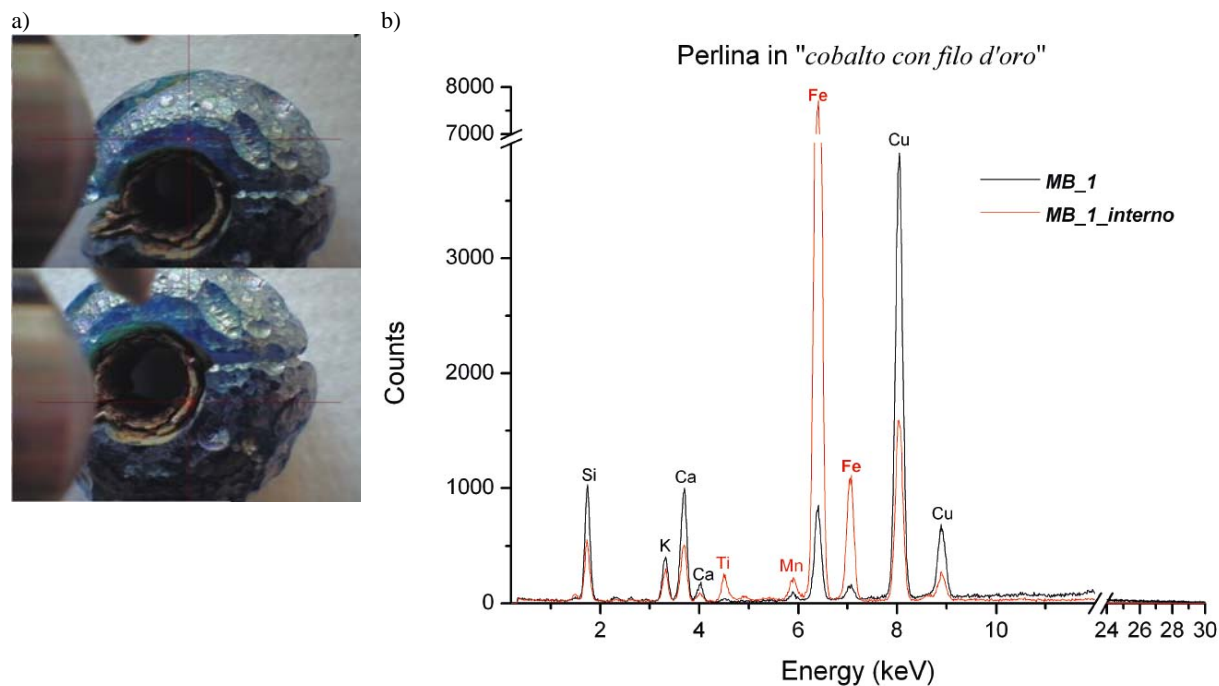 a)
b)
Perlina in "cobalto con filo d'oro"
8000
7000
3000
2000
1000
0
Counts
Fe
Cu
MB_1
MB_1_interno
Si
Ca
K
Ca
Ti
Mn
Fe
Cu
2 4 6 8 10 24 26 28 30
Energy (keV)